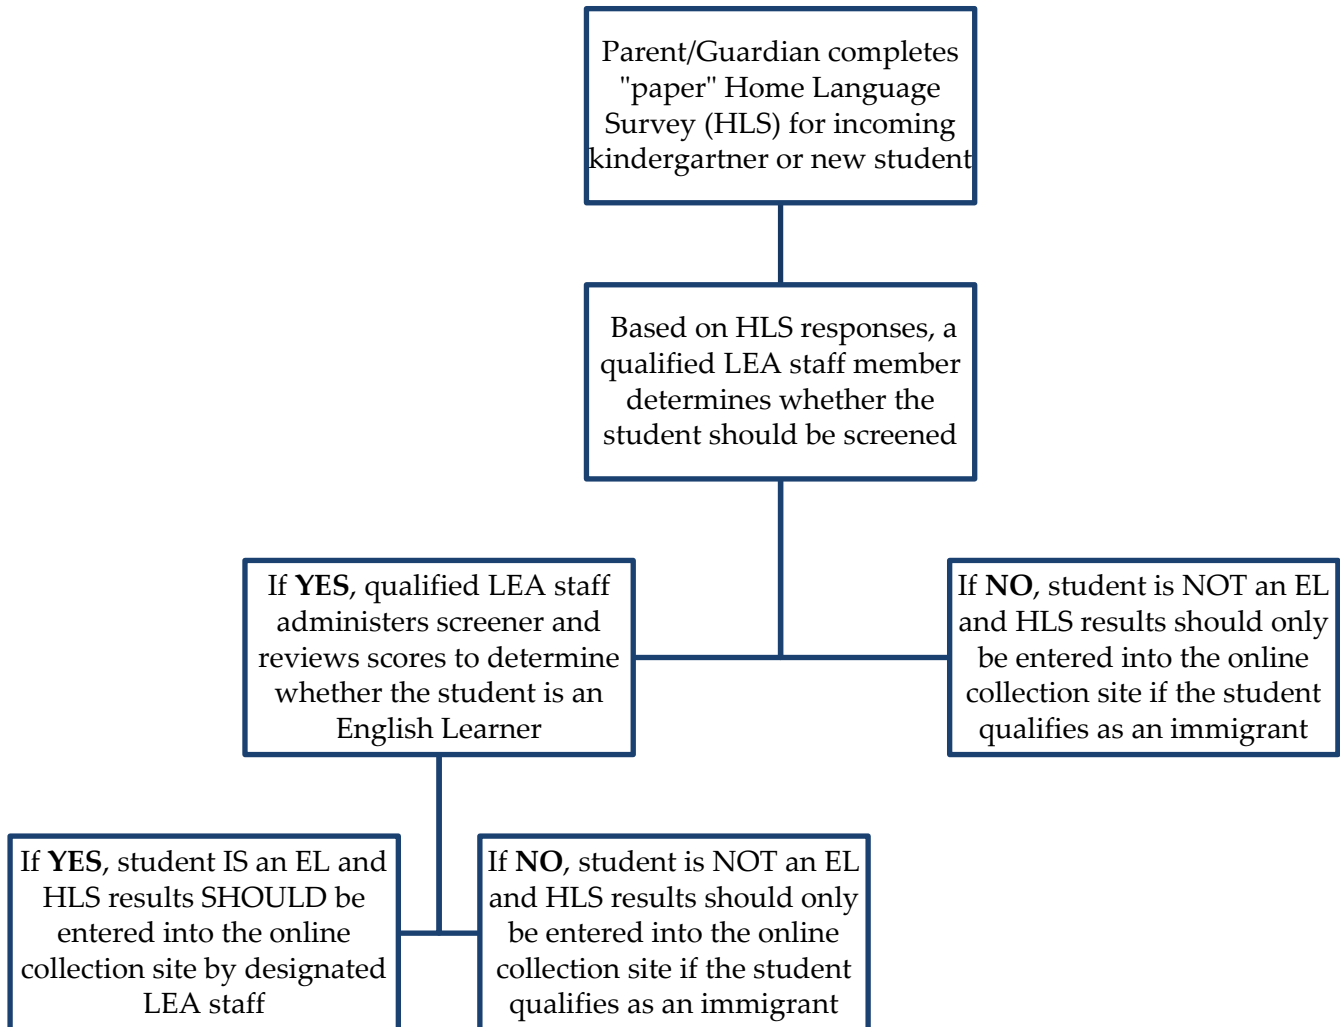 Parent/Guardian completes
"paper" Home Language
Survey (HLS) for incoming
kindergartner or new student
Based on HLS responses, a
qualified LEA staff member
determines whether the
student should be screened
If YES, qualified LEA staff
administers screener and
reviews scores to determine
whether the student is an
English Learner
If NO, student is NOT an EL
and HLS results should only
be entered into the online
collection site if the student
qualifies as an immigrant
If YES, student IS an EL and
HLS results SHOULD be
entered into the online
collection site by designated
LEA staff
If NO, student is NOT an EL
and HLS results should only
be entered into the online
collection site if the student
qualifies as an immigrant